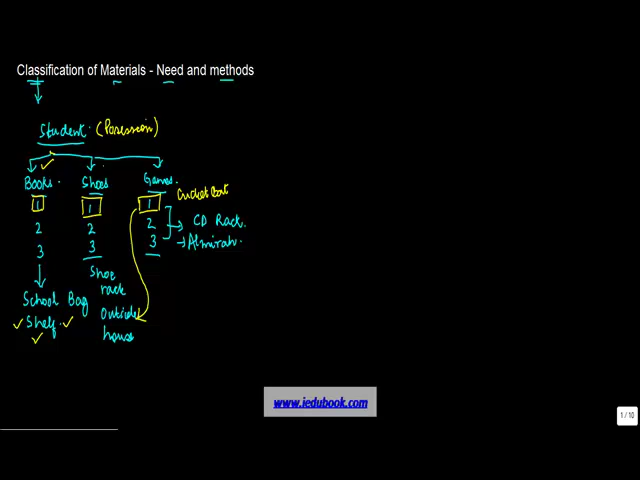 Classification of Materials - Need and methods
Student (Posession)
Books Shoes Games
Cricket Bat
1 1 1
2 2 2 CD Rack
3 3 3 Almirah
Shoe
rack
School Bag
Shelf
Outside
house
www.iedubook.com
1 / 10